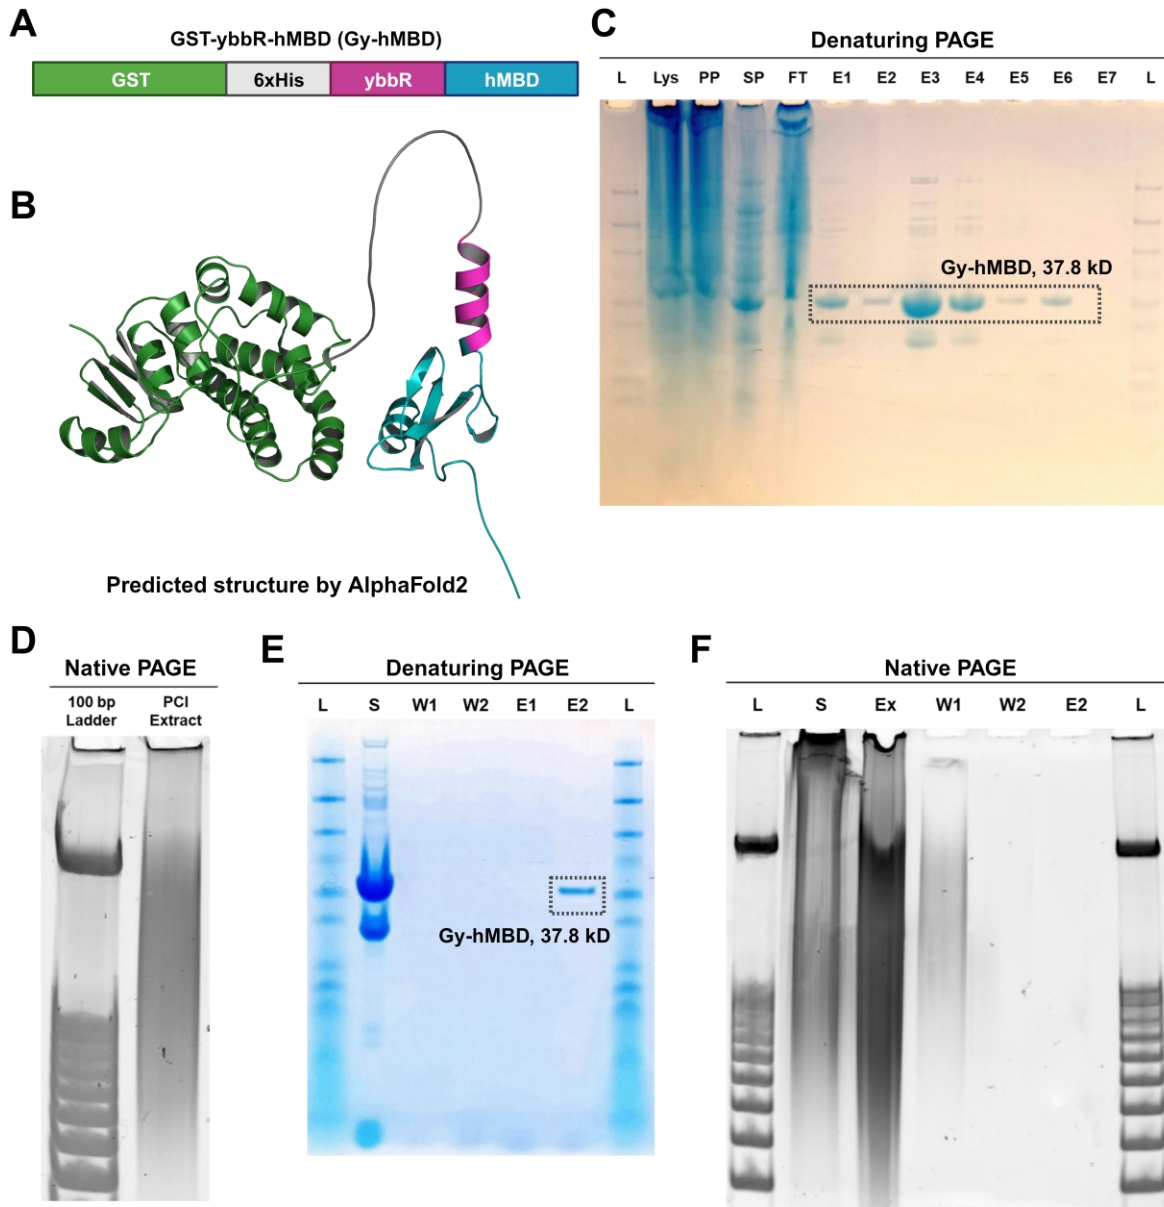 A
GST-ybbR-hMBD (Gy-hMBD)
GST 6xHis ybbR hMBD
B
Predicted structure by AlphaFold2
C
Denaturing PAGE
L Lys PP SP FT E1 E2 E3 E4 E5 E6 E7 L
Gy-hMBD, 37.8 kD
D
Native PAGE
100 bp
Ladder
PCI
Extract
E
Denaturing PAGE
L S W1 W2 E1 E2 L
Gy-hMBD, 37.8 kD
F
Native PAGE
L S Ex W1 W2 E2 L